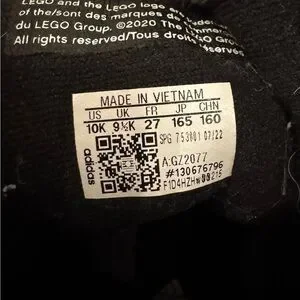 LEGO and the LEGO logo are
of the/sont des marques de
du LEGO Group. ©2020 The
All rights reserved/Tous droits
MADE IN VIETNAM
US UK FR JP CHN
10K 9½K 27 165 160
adidas
SPG 753001 07/22
A:GZ2077
#130676796